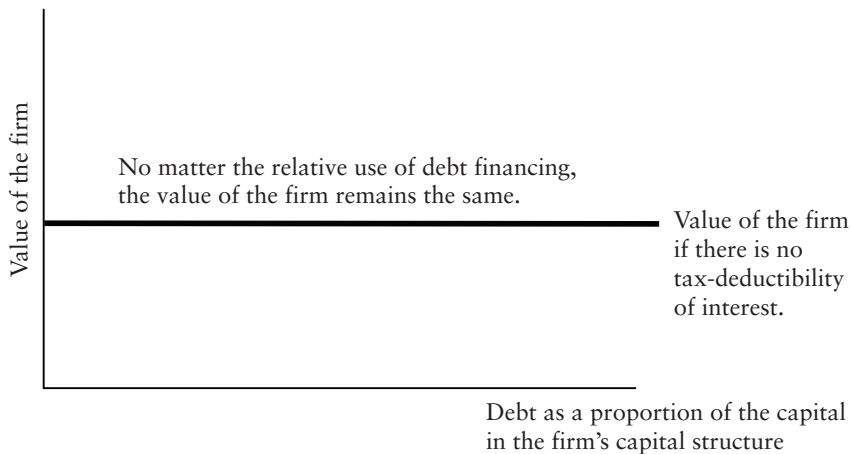 Value of the firm
No matter the relative use of debt financing,
the value of the firm remains the same.
Value of the firm
if there is no
tax-deductibility
of interest.
Debt as a proportion of the capital
in the firm’s capital structure